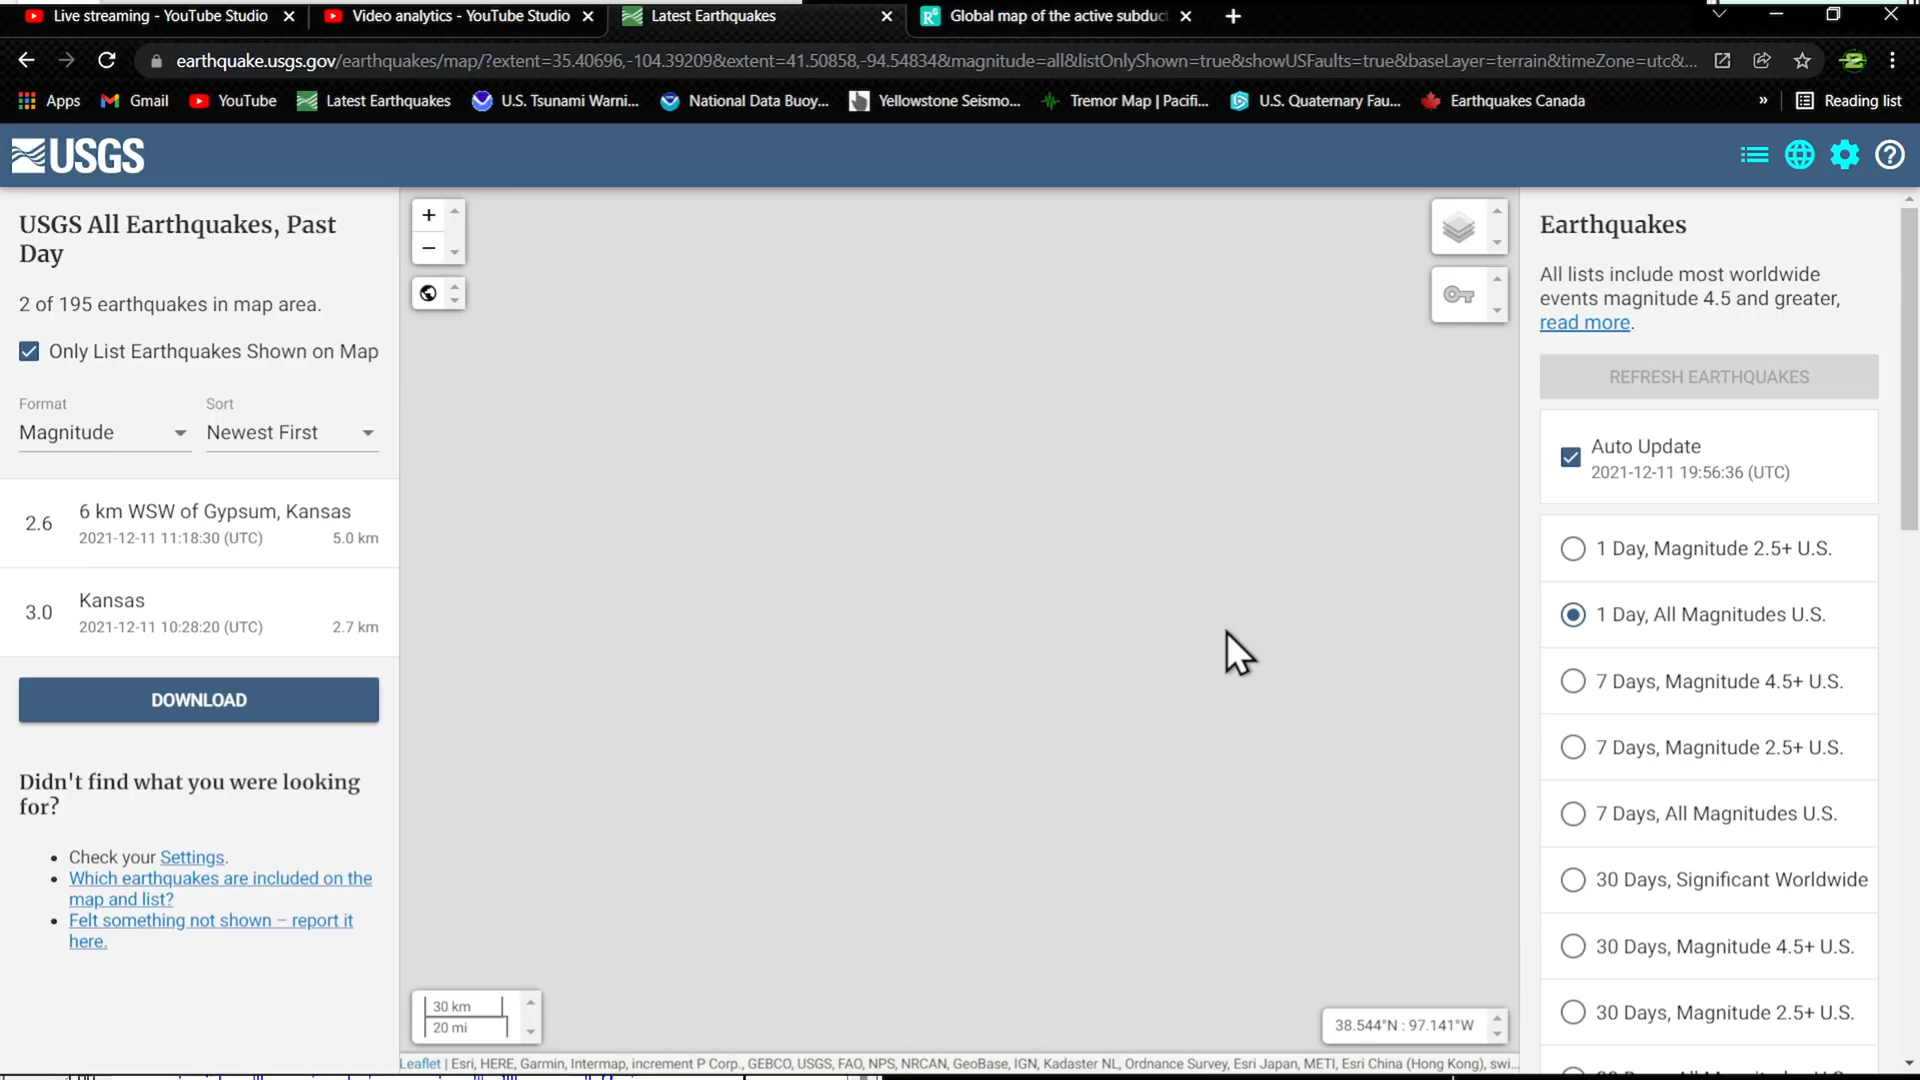 Live streaming - YouTube Studio
Video analytics - YouTube Studio
Latest Earthquakes
Global map of the active subduct
earthquake.usgs.gov/earthquakes/map/?extent=35.40696,-104.39209&extent=41.50858,-94.54834&magnitude=all&listOnlyShown=true&showUSFaults=true&baseLayer=terrain&timeZone=utc&...
Apps
Gmail
YouTube
Latest Earthquakes
U.S. Tsunami Warni...
National Data Buoy...
Yellowstone Seismo...
Tremor Map | Pacifi...
U.S. Quaternary Fau...
Earthquakes Canada
»
Reading list
USGS
USGS All Earthquakes, Past
Day
2 of 195 earthquakes in map area.
Only List Earthquakes Shown on Map
Format
Sort
Magnitude
Newest First
2.6
6 km WSW of Gypsum, Kansas
2021-12-11 11:18:30 (UTC)
5.0 km
3.0
Kansas
2021-12-11 10:28:20 (UTC)
2.7 km
DOWNLOAD
Didn't find what you were looking
for?
• Check your Settings.
• Which earthquakes are included on the
map and list?
• Felt something not shown – report it
here.
+
−
30 km
20 mi
38.544°N : 97.141°W
Leaflet | Esri, HERE, Garmin, Intermap, increment P Corp., GEBCO, USGS, FAO, NPS, NRCAN, GeoBase, IGN, Kadaster NL, Ordnance Survey, Esri Japan, METI, Esri China (Hong Kong), swi...
Earthquakes
All lists include most worldwide
events magnitude 4.5 and greater,
read more.
REFRESH EARTHQUAKES
Auto Update
2021-12-11 19:56:36 (UTC)
1 Day, Magnitude 2.5+ U.S.
1 Day, All Magnitudes U.S.
7 Days, Magnitude 4.5+ U.S.
7 Days, Magnitude 2.5+ U.S.
7 Days, All Magnitudes U.S.
30 Days, Significant Worldwide
30 Days, Magnitude 4.5+ U.S.
30 Days, Magnitude 2.5+ U.S.